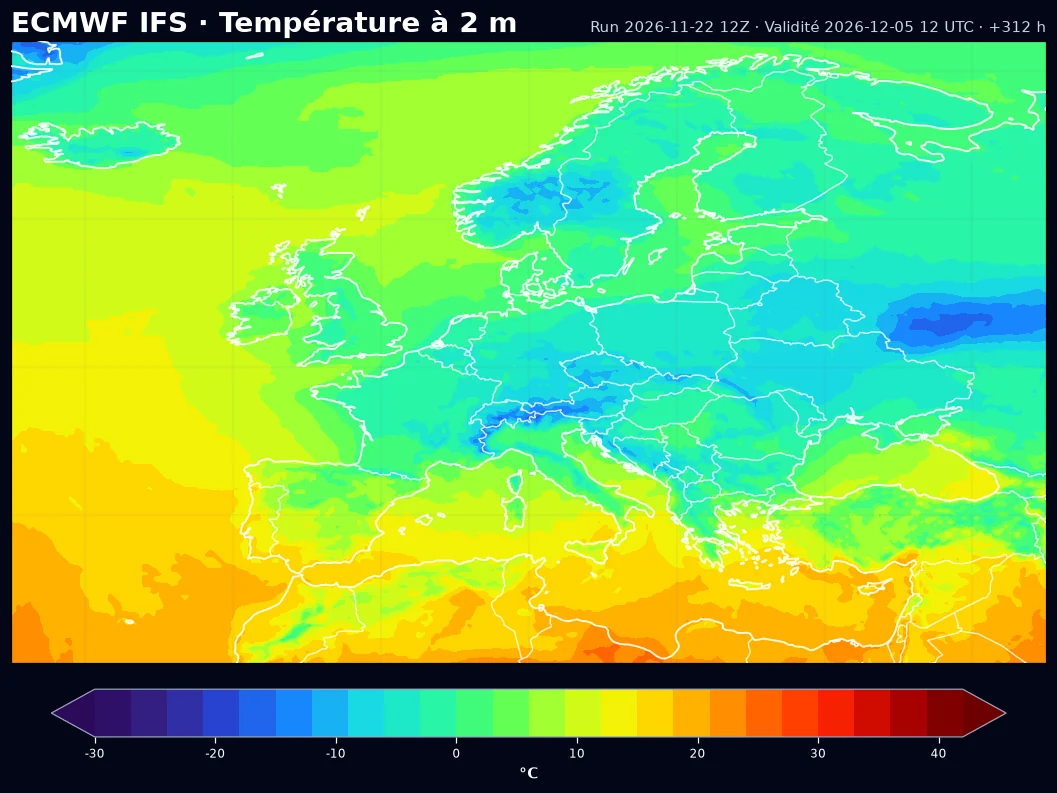 ECMWF IFS · Température à 2 m
Run 2026-11-22 12Z · Validité 2026-12-05 12 UTC · +312 h
-30 -20 -10 0 10 20 30 40
°C